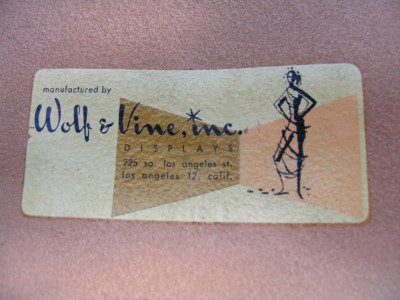 manufactured by
Wolf & Vine, inc.
DISPLAYS
225 so. los angeles st.
los angeles 12, calif.